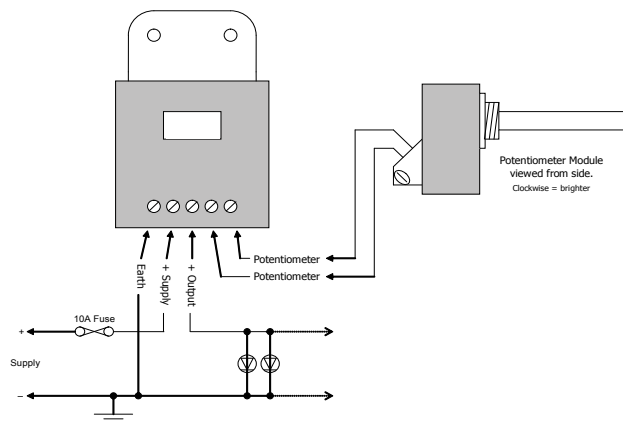 Potentiometer Module
viewed from side.
Clockwise = brighter
Potentiometer
Potentiometer
Earth
+ Supply
+ Output
10A Fuse
+
Supply
–